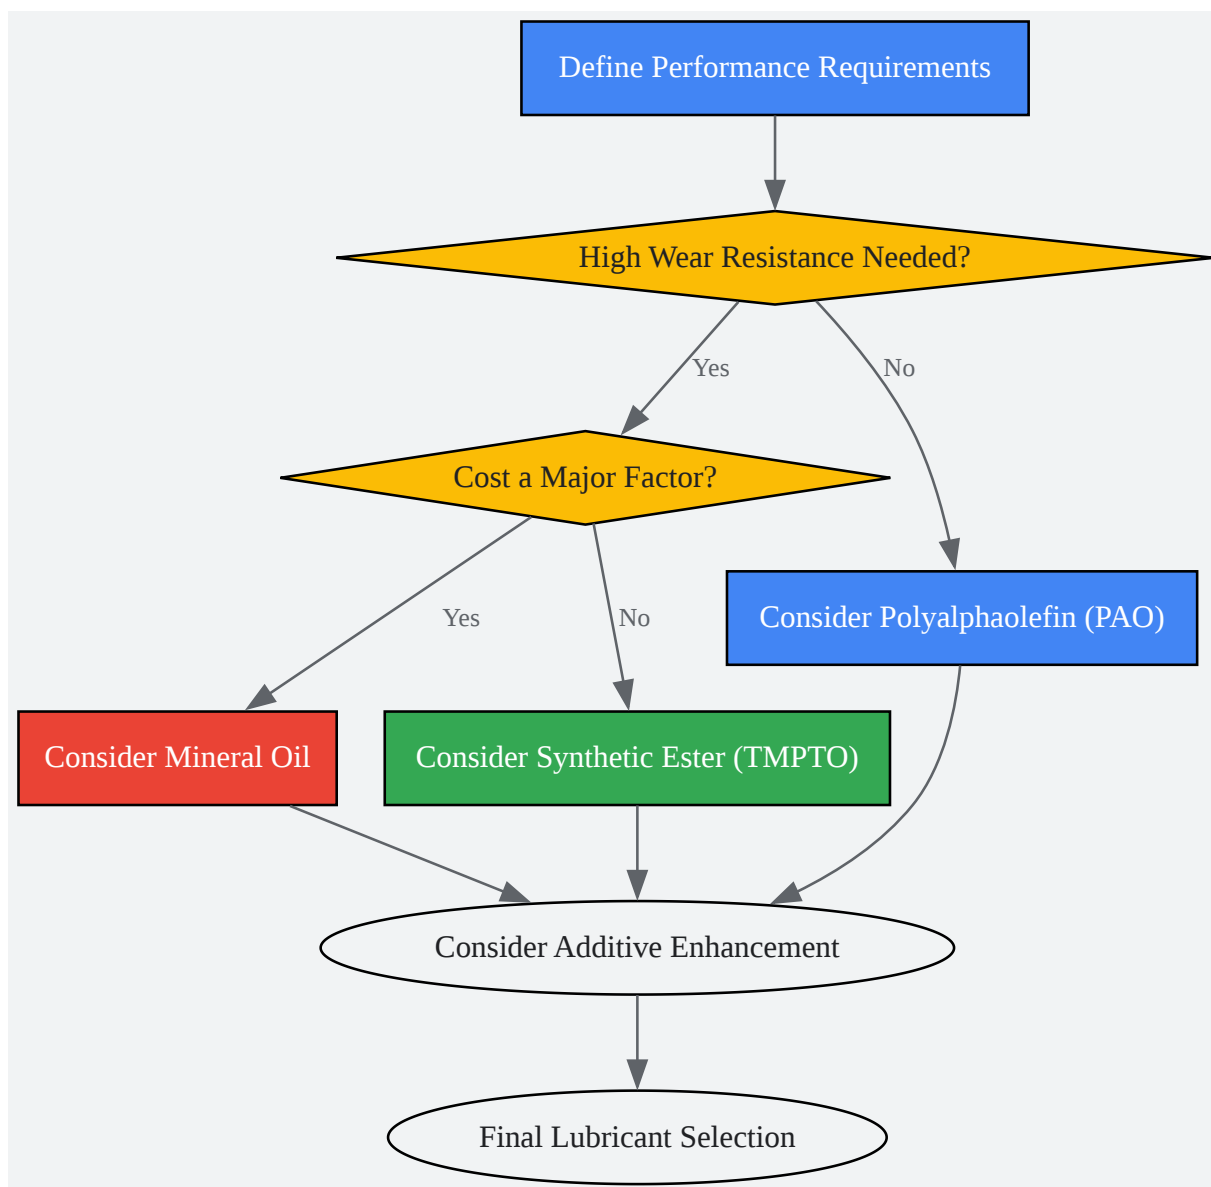 Define Performance Requirements
High Wear Resistance Needed?
Yes
No
Cost a Major Factor?
Yes
No
Consider Polyalphaolefin (PAO)
Consider Mineral Oil
Consider Synthetic Ester (TMPTO)
Consider Additive Enhancement
Final Lubricant Selection